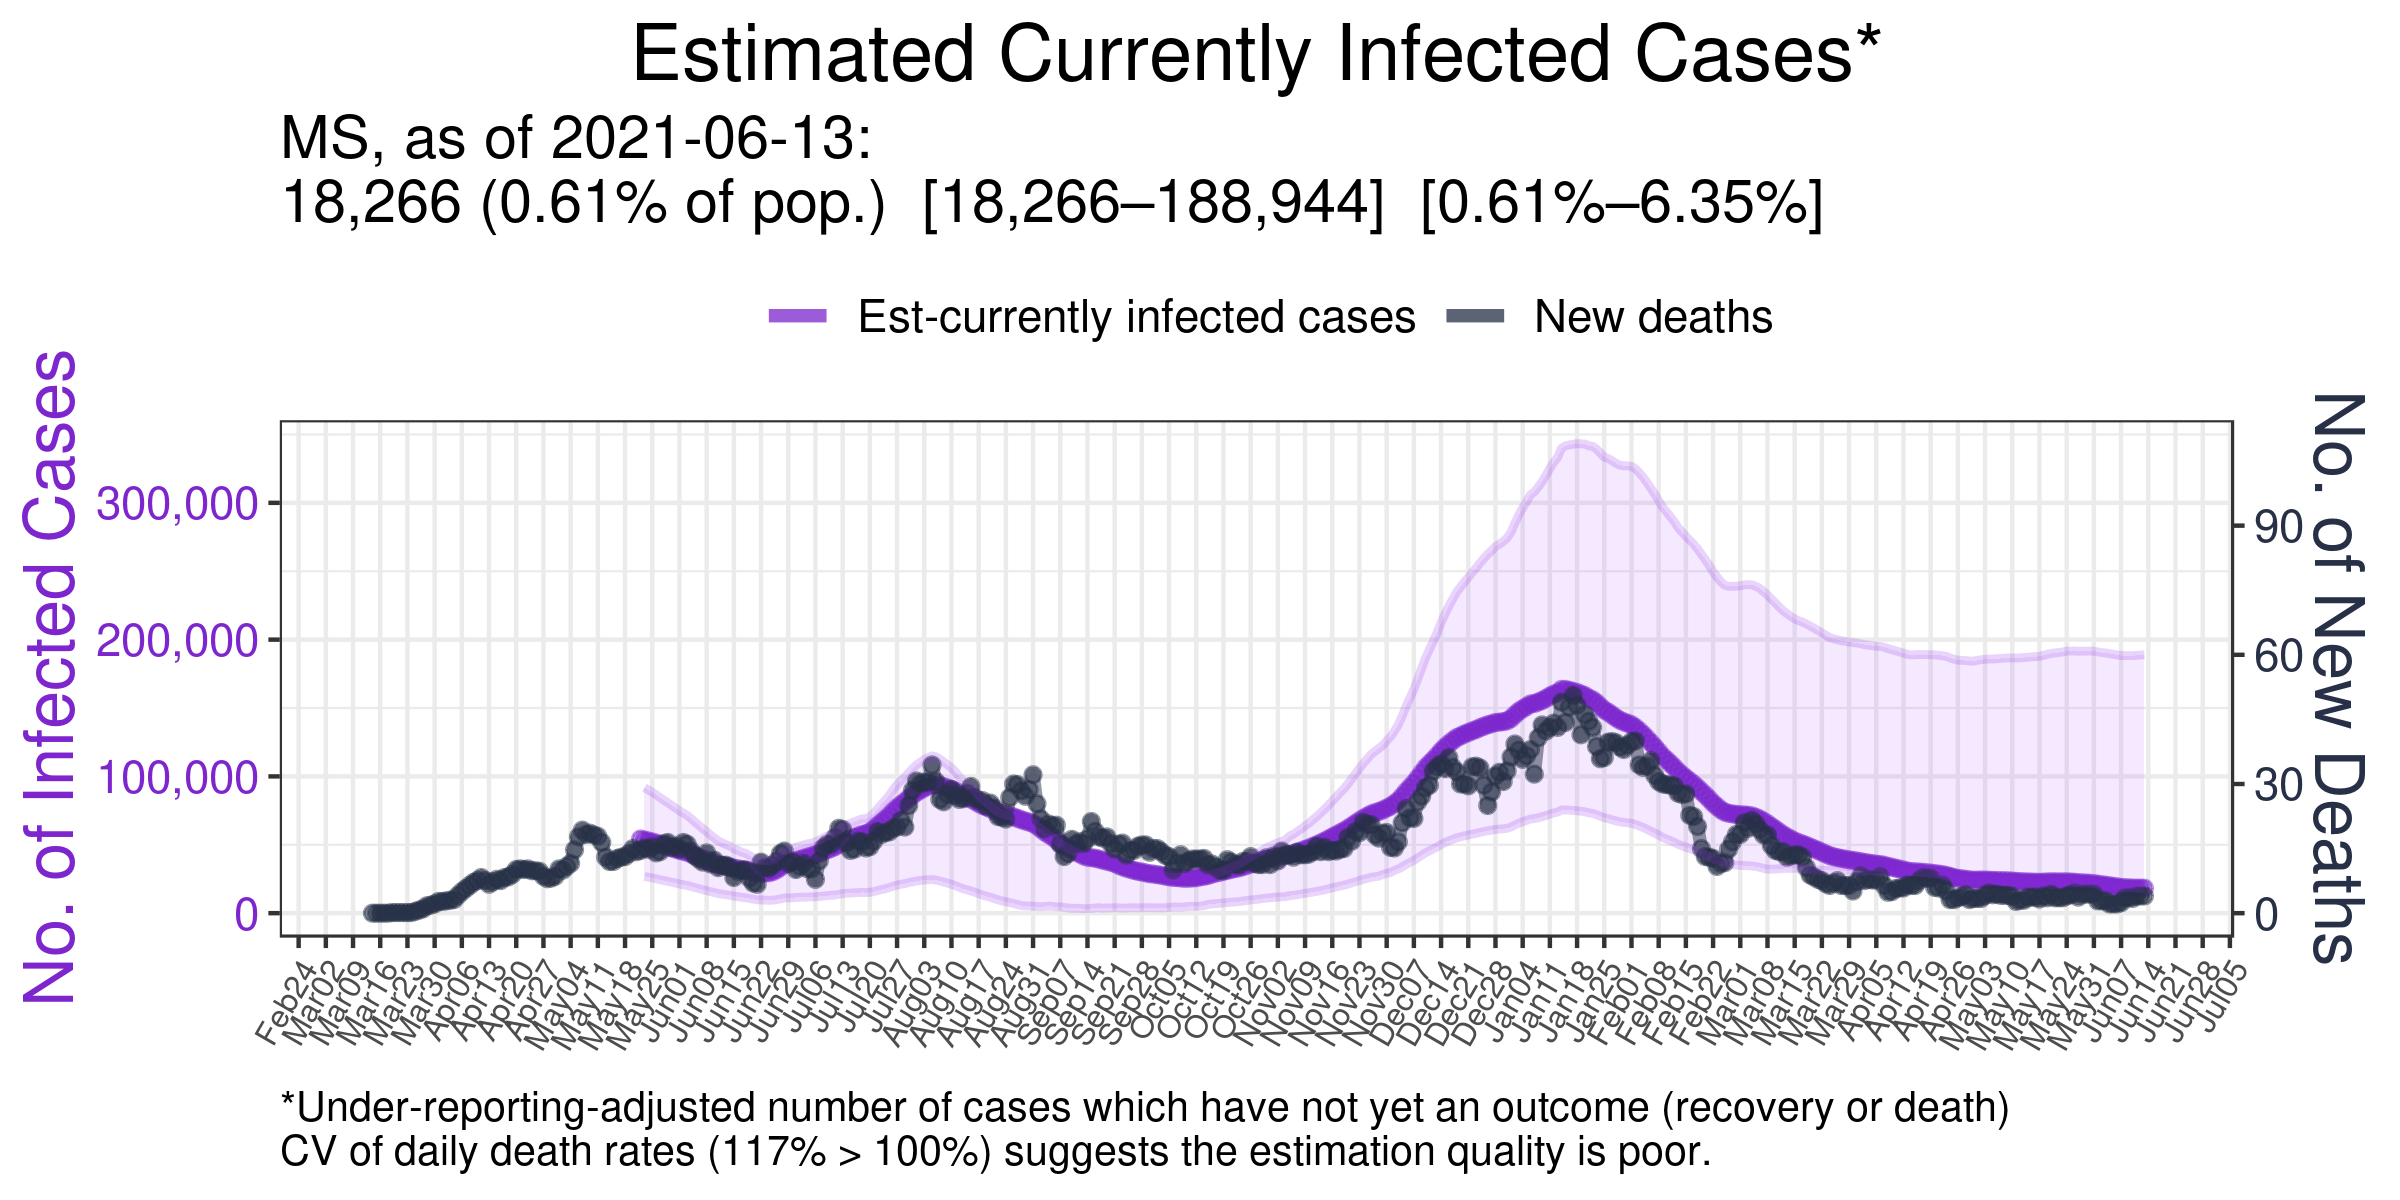 Estimated Currently Infected Cases*
MS, as of 2021-06-13:
18,266 (0.61% of pop.) [18,266–188,944] [0.61%–6.35%]
Est-currently infected cases New deaths
No. of Infected Cases
300,000
200,000
100,000
0
90
60
30
0
No. of New Deaths
Feb24
Mar02
Mar09
Mar16
Mar23
Mar30
Apr06
Apr13
Apr20
Apr27
May04
May11
May18
May25
Jun01
Jun08
Jun15
Jun22
Jun29
Jul06
Jul13
Jul20
Jul27
Aug03
Aug10
Aug17
Aug24
Aug31
Sep07
Sep14
Sep21
Sep28
Oct05
Oct12
Oct19
Oct26
Nov02
Nov09
Nov16
Nov23
Nov30
Dec07
Dec14
Dec21
Dec28
Jan04
Jan11
Jan18
Jan25
Feb01
Feb08
Feb15
Feb22
Mar01
Mar08
Mar15
Mar22
Mar29
Apr05
Apr12
Apr19
Apr26
May03
May10
May17
May24
May31
Jun07
Jun14
Jun21
Jun28
Jul05
*Under-reporting-adjusted number of cases which have not yet an outcome (recovery or death)
CV of daily death rates (117% > 100%) suggests the estimation quality is poor.